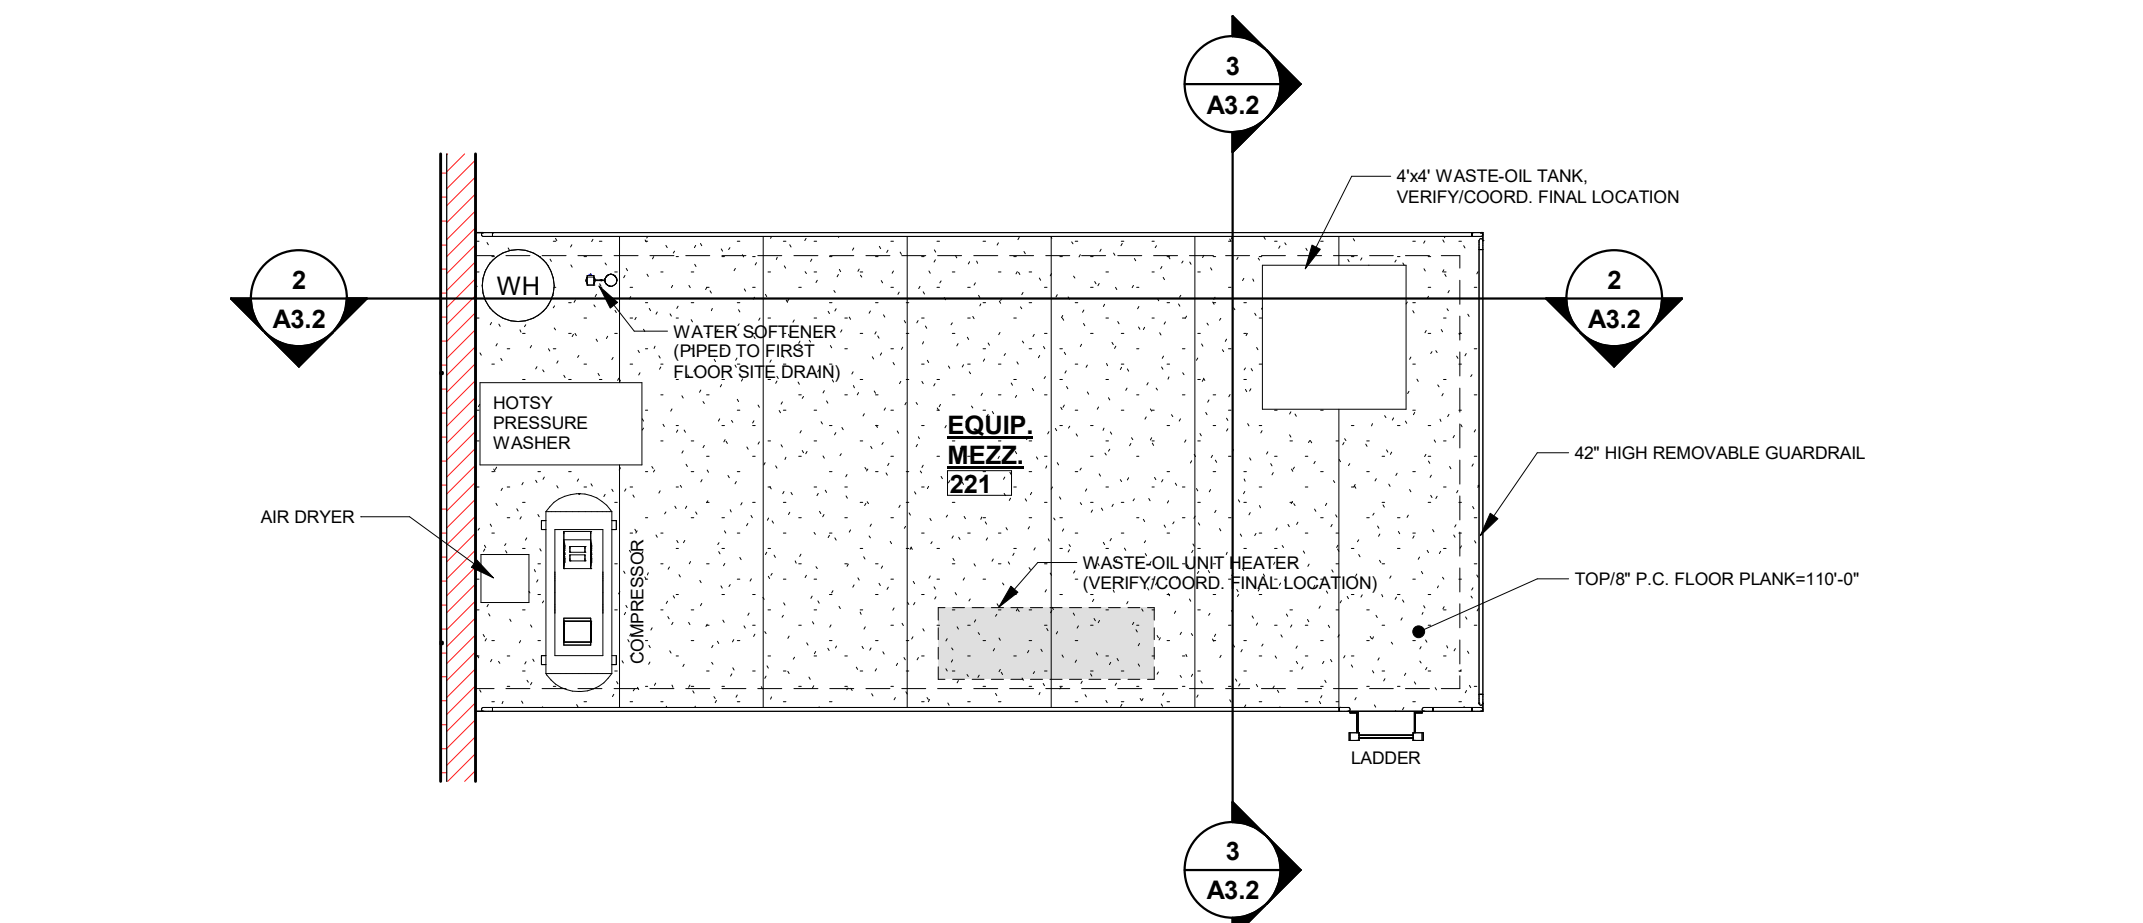 3
A3.2
4'x4' WASTE-OIL TANK,
VERIFY/COORD. FINAL LOCATION
2
A3.2
WH
2
A3.2
WATER SOFTENER
(PIPED TO FIRST
FLOOR SITE DRAIN)
HOTSY
PRESSURE
WASHER
EQUIP.
MEZZ.
221
42" HIGH REMOVABLE GUARDRAIL
AIR DRYER
COMPRESSOR
WASTE-OIL UNIT HEATER
(VERIFY/COORD. FINAL LOCATION)
TOP/8" P.C. FLOOR PLANK=110'-0"
LADDER
3
A3.2